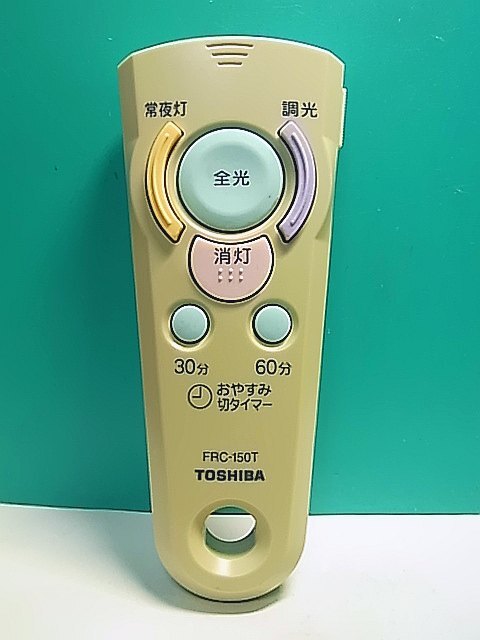 常夜灯
調光
全光
消灯
30分
60分
おやすみ
切タイマー
FRC-150T
TOSHIBA